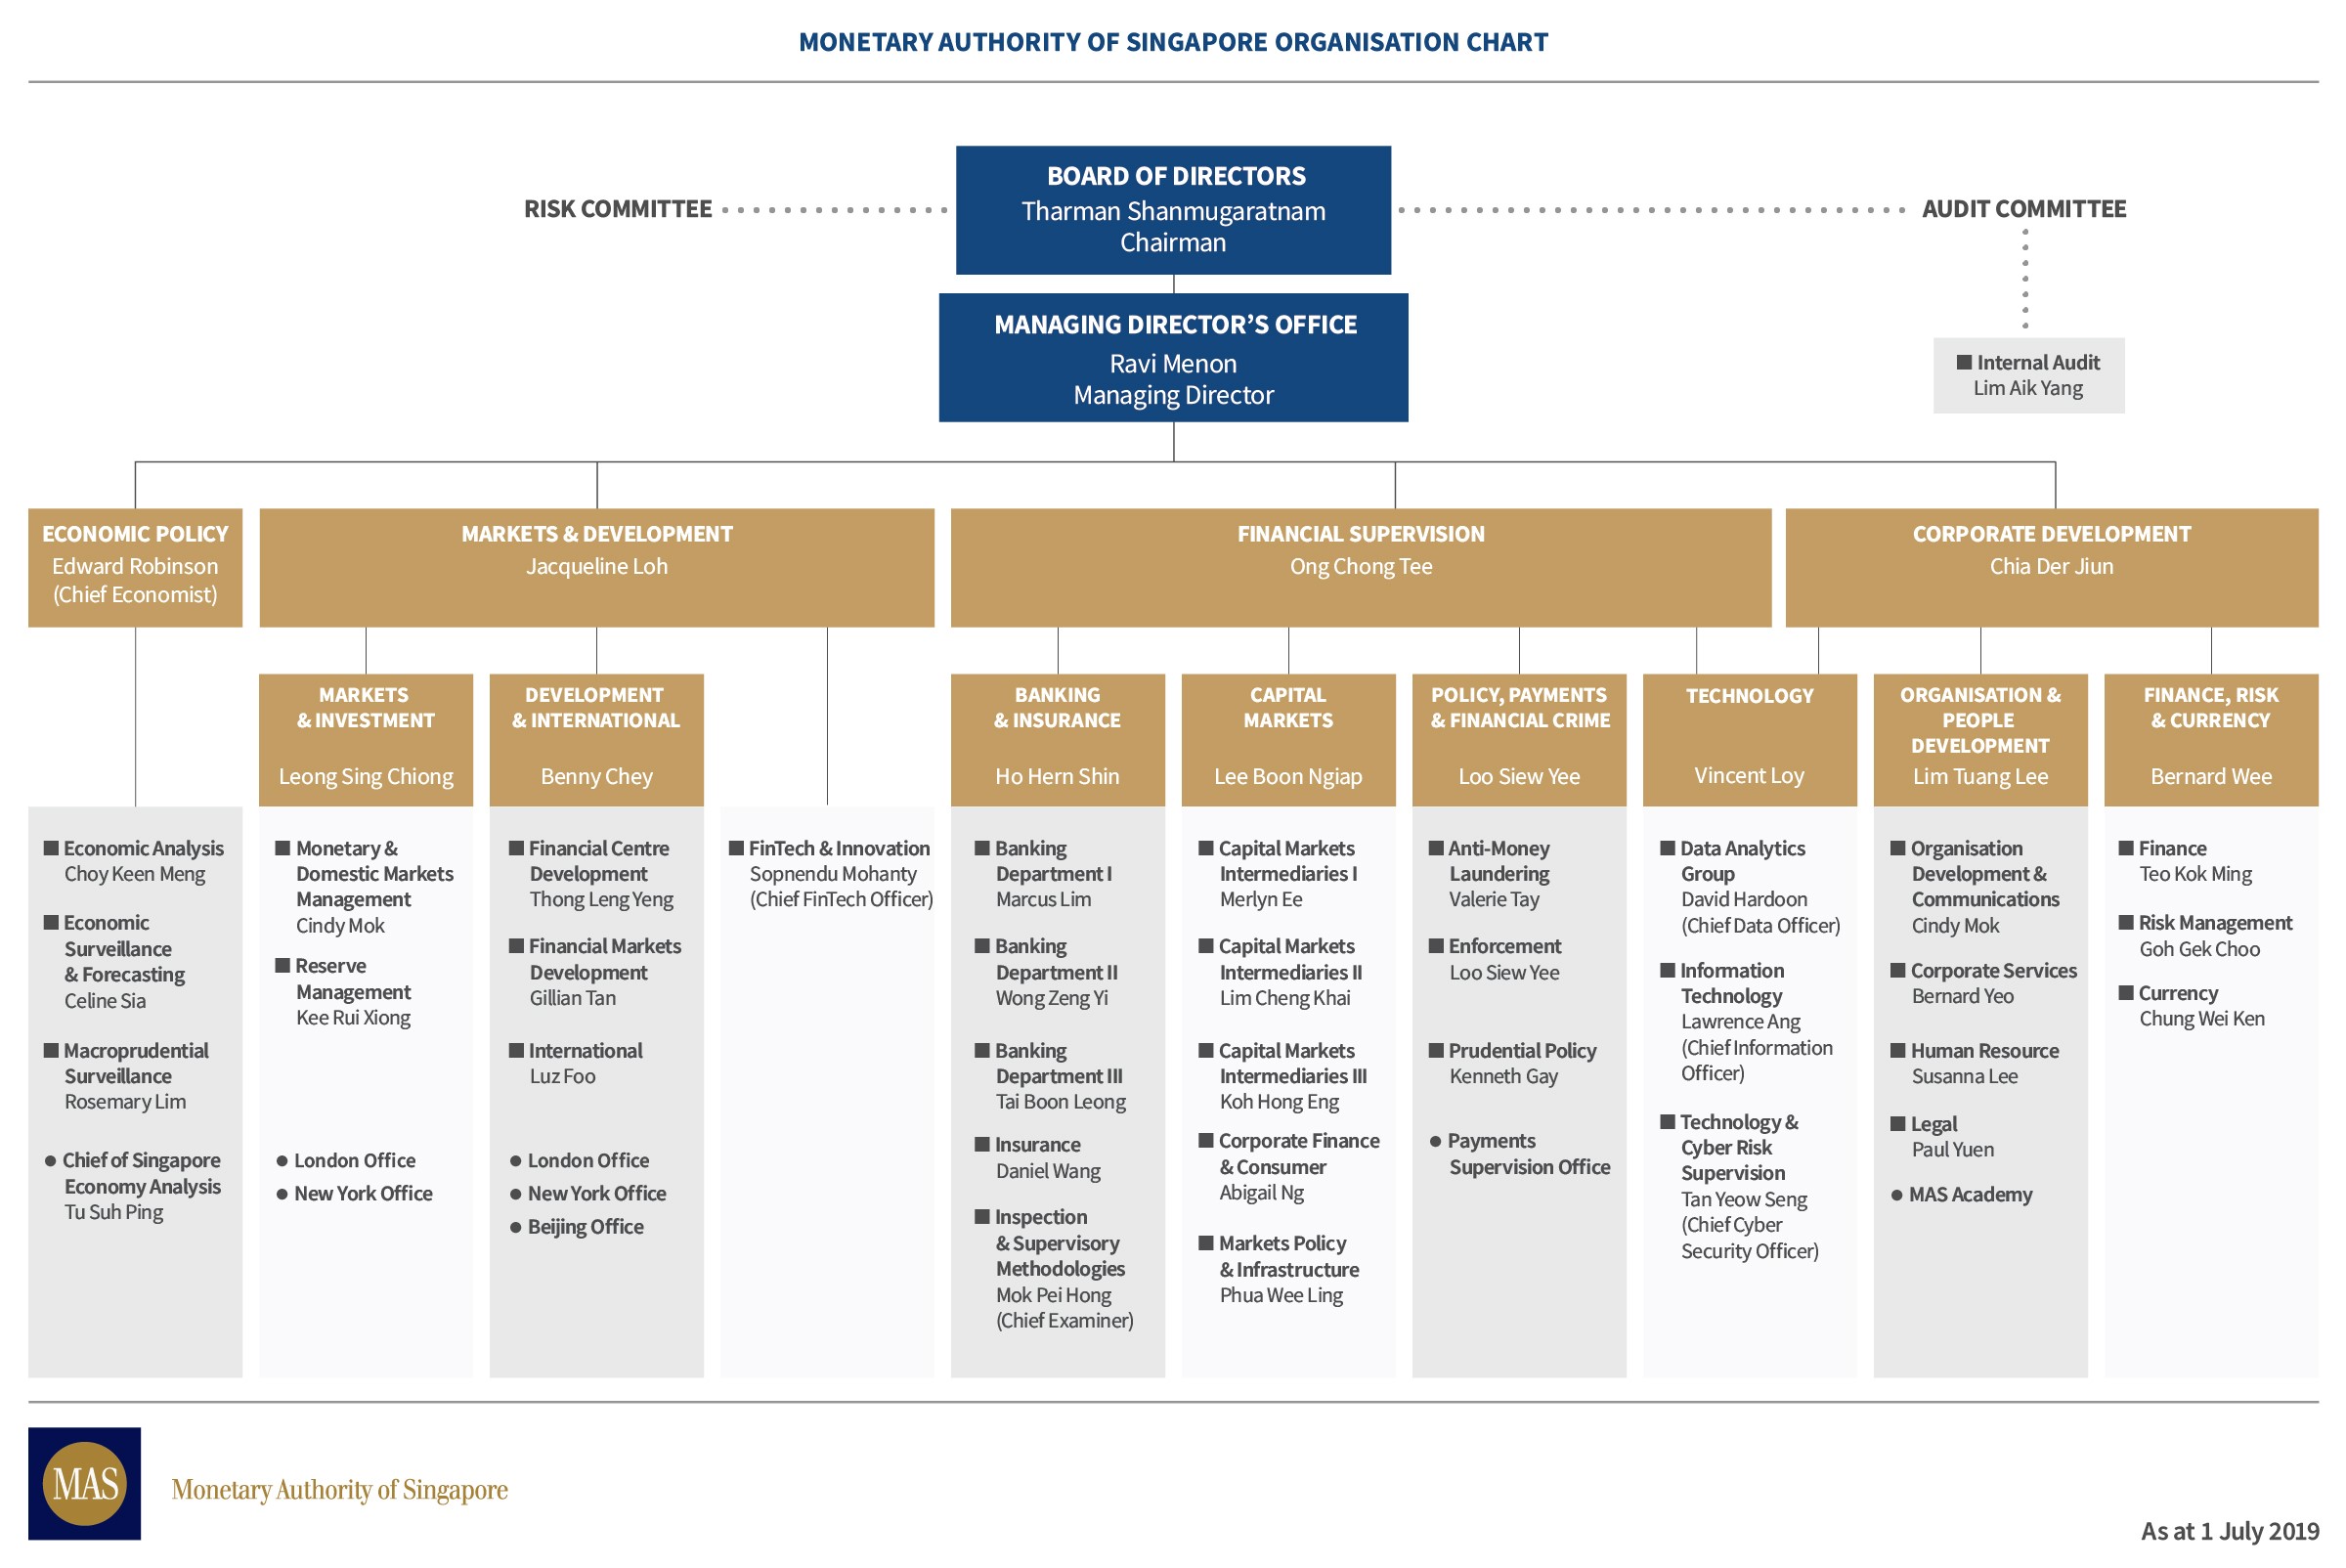 MONETARY AUTHORITY OF SINGAPORE ORGANISATION CHART
BOARD OF DIRECTORS
Tharman Shanmugaratnam
Chairman
RISK COMMITTEE
AUDIT COMMITTEE
MANAGING DIRECTOR’S OFFICE
Ravi Menon
Managing Director
Internal Audit
Lim Aik Yang
ECONOMIC POLICY
Edward Robinson
(Chief Economist)
MARKETS & DEVELOPMENT
Jacqueline Loh
FINANCIAL SUPERVISION
Ong Chong Tee
CORPORATE DEVELOPMENT
Chia Der Jiun
MARKETS
& INVESTMENT
Leong Sing Chiong
DEVELOPMENT
& INTERNATIONAL
Benny Chey
BANKING
& INSURANCE
Ho Hern Shin
CAPITAL
MARKETS
Lee Boon Ngiap
POLICY, PAYMENTS
& FINANCIAL CRIME
Loo Siew Yee
TECHNOLOGY
Vincent Loy
ORGANISATION &
PEOPLE
DEVELOPMENT
Lim Tuang Lee
FINANCE, RISK
& CURRENCY
Bernard Wee
Economic Analysis
Choy Keen Meng
Economic
Surveillance
& Forecasting
Celine Sia
Macroprudential
Surveillance
Rosemary Lim
Chief of Singapore
Economy Analysis
Tu Suh Ping
Monetary &
Domestic Markets
Management
Cindy Mok
Reserve
Management
Kee Rui Xiong
London Office
New York Office
Financial Centre
Development
Thong Leng Yeng
Financial Markets
Development
Gillian Tan
International
Luz Foo
London Office
New York Office
Beijing Office
FinTech & Innovation
Sopnendu Mohanty
(Chief FinTech Officer)
Banking
Department I
Marcus Lim
Banking
Department II
Wong Zeng Yi
Banking
Department III
Tai Boon Leong
Insurance
Daniel Wang
Inspection
& Supervisory
Methodologies
Mok Pei Hong
(Chief Examiner)
Capital Markets
Intermediaries I
Merlyn Ee
Capital Markets
Intermediaries II
Lim Cheng Khai
Capital Markets
Intermediaries III
Koh Hong Eng
Corporate Finance
& Consumer
Abigail Ng
Markets Policy
& Infrastructure
Phua Wee Ling
Anti-Money
Laundering
Valerie Tay
Enforcement
Loo Siew Yee
Prudential Policy
Kenneth Gay
Payments
Supervision Office
Data Analytics
Group
David Hardoon
(Chief Data Officer)
Information
Technology
Lawrence Ang
(Chief Information
Officer)
Technology &
Cyber Risk
Supervision
Tan Yeow Seng
(Chief Cyber
Security Officer)
Organisation
Development &
Communications
Cindy Mok
Corporate Services
Bernard Yeo
Human Resource
Susanna Lee
Legal
Paul Yuen
MAS Academy
Finance
Teo Kok Ming
Risk Management
Goh Gek Choo
Currency
Chung Wei Ken
MAS
Monetary Authority of Singapore
As at 1 July 2019